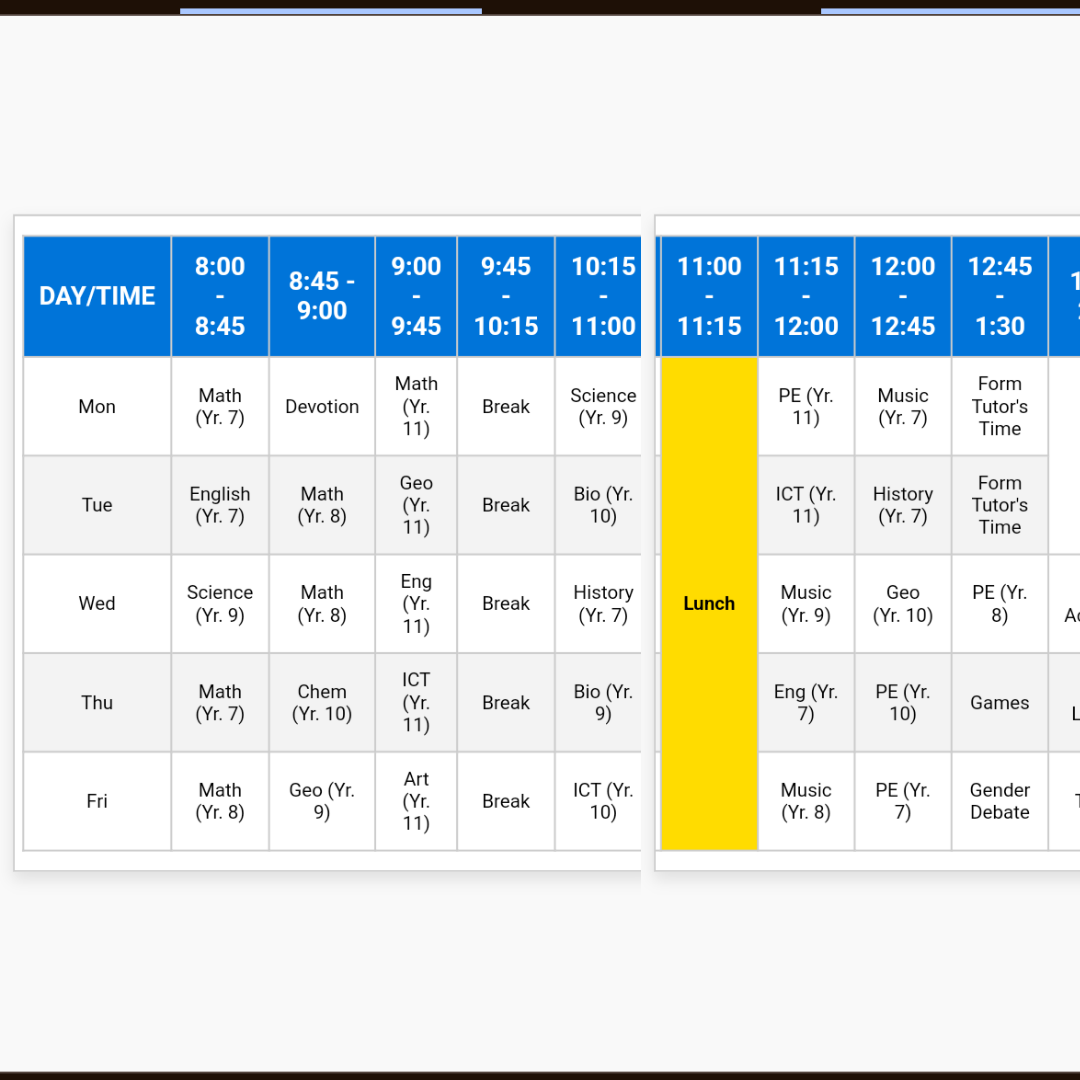 DAY/TIME 8:00 - 8:45 8:45 - 9:00 9:00 - 9:45 9:45 - 10:15 10:15 - 11:00 11:00 - 11:15 11:15 - 12:00 12:00 - 12:45 12:45 - 1:30
Mon Math (Yr. 7) Devotion Math (Yr. 11) Break Science (Yr. 9) PE (Yr. 11) Music (Yr. 7) Form Tutor's Time
Tue English (Yr. 7) Math (Yr. 8) Geo (Yr. 11) Break Bio (Yr. 10) ICT (Yr. 11) History (Yr. 7) Form Tutor's Time
Wed Science (Yr. 9) Math (Yr. 8) Eng (Yr. 11) Break History (Yr. 7) Lunch Music (Yr. 9) Geo (Yr. 10) PE (Yr. 8)
Thu Math (Yr. 7) Chem (Yr. 10) ICT (Yr. 11) Break Bio (Yr. 9) Eng (Yr. 7) PE (Yr. 10) Games
Fri Math (Yr. 8) Geo (Yr. 9) Art (Yr. 11) Break ICT (Yr. 10) Music (Yr. 8) PE (Yr. 7) Gender Debate